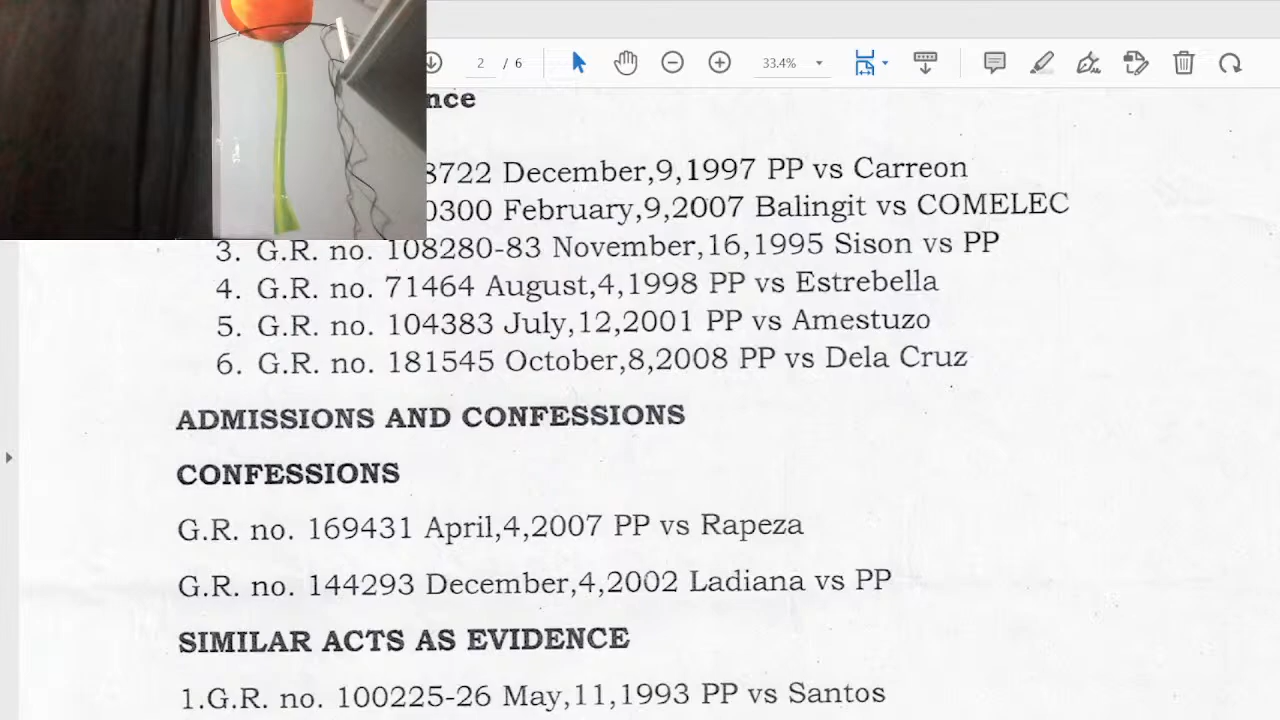 2 / 6
33.4%
nce
8722 December,9,1997 PP vs Carreon
0300 February,9,2007 Balingit vs COMELEC
3. G.R. no. 108280-83 November,16,1995 Sison vs PP
4. G.R. no. 71464 August,4,1998 PP vs Estrebella
5. G.R. no. 104383 July,12,2001 PP vs Amestuzo
6. G.R. no. 181545 October,8,2008 PP vs Dela Cruz
ADMISSIONS AND CONFESSIONS
CONFESSIONS
G.R. no. 169431 April,4,2007 PP vs Rapeza
G.R. no. 144293 December,4,2002 Ladiana vs PP
SIMILAR ACTS AS EVIDENCE
1.G.R. no. 100225-26 May,11,1993 PP vs Santos